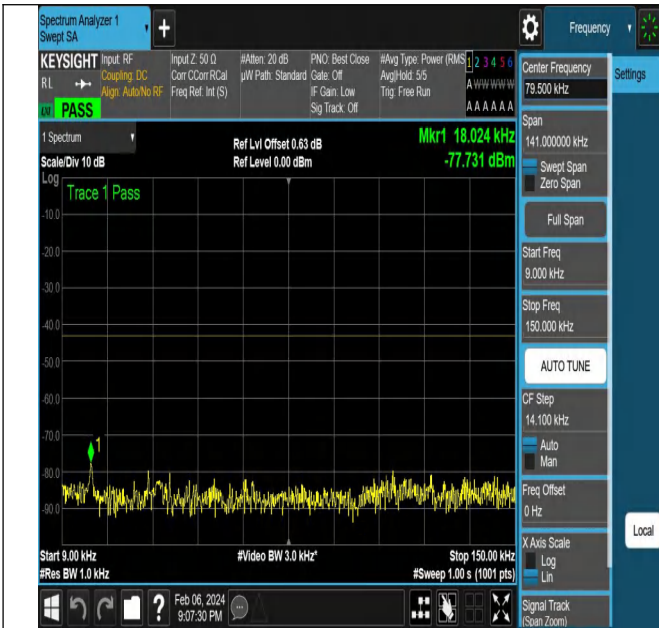 Spectrum Analyzer 1
Swept SA
+
Frequency
KEYSIGHT
Input: RF
Coupling: DC
Align: Auto/No RF
Input Z: 50 Ω
Corr CCorr RCal
Freq Ref: Int (S)
#Atten: 20 dB
µW Path: Standard
PNO: Best Close
Gate: Off
IF Gain: Low
Sig Track: Off
#Avg Type: Power (RMS
Avg|Hold: 5/5
Trig: Free Run
1 2 3 4 5 6
A W W W W W
A A A A A A
R L
PASS
1 Spectrum
Scale/Div 10 dB
Ref Lvl Offset 0.63 dB
Ref Level 0.00 dBm
Mkr1 18.024 kHz
-77.731 dBm
Log
Trace 1 Pass
-10.0
-20.0
-30.0
-40.0
-50.0
-60.0
-70.0
-80.0
-90.0
1
Start 9.00 kHz
#Res BW 1.0 kHz
#Video BW 3.0 kHz*
Stop 150.00 kHz
#Sweep 1.00 s (1001 pts)
?
Feb 06, 2024
9:07:30 PM
Center Frequency
79.500 kHz
Settings
Span
141.000000 kHz
Swept Span
Zero Span
Full Span
Start Freq
9.000 kHz
Stop Freq
150.000 kHz
AUTO TUNE
CF Step
14.100 kHz
Auto
Man
Freq Offset
0 Hz
X Axis Scale
Log
Lin
Local
Signal Track
(Span Zoom)